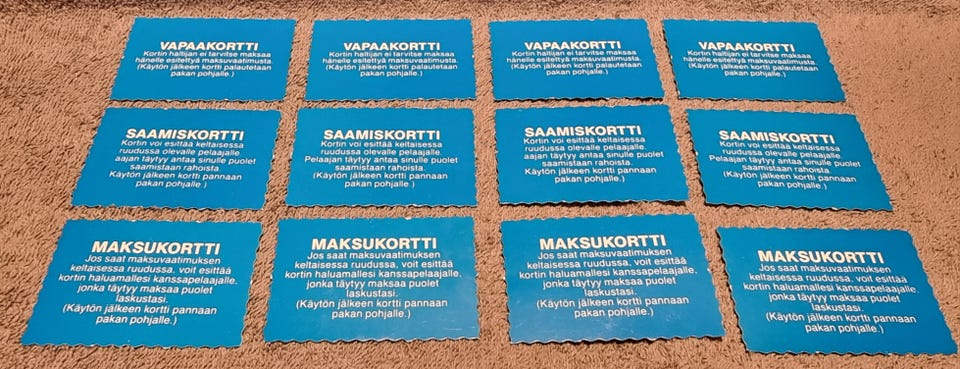 VAPAAKORTTI
Kortin haltijan ei tarvitse maksaa
hänelle esitettyä maksuvaatimusta.
(Käytön jälkeen kortti palautetaan
pakan pohjalle.)
VAPAAKORTTI
Kortin haltijan ei tarvitse maksaa
hänelle esitettyä maksuvaatimusta.
(Käytön jälkeen kortti palautetaan
pakan pohjalle.)
VAPAAKORTTI
Kortin haltijan ei tarvitse maksaa
hänelle esitettyä maksuvaatimusta.
(Käytön jälkeen kortti palautetaan
pakan pohjalle.)
VAPAAKORTTI
Kortin haltijan ei tarvitse maksaa
hänelle esitettyä maksuvaatimusta.
(Käytön jälkeen kortti palautetaan
pakan pohjalle.)
SAAMISKORTTI
Kortin voi esittää keltaisessa
ruudussa olevalle pelaajalle.
aajan täytyy antaa sinulle puolet
saamistaan rahoista.
Käytön jälkeen kortti pannaan
pakan pohjalle.)
SAAMISKORTTI
Kortin voi esittää keltaisessa
ruudussa olevalle pelaajalle.
Pelaajan täytyy antaa sinulle puolet
saamistaan rahoista.
(Käytön jälkeen kortti pannaan
pakan pohjalle.)
SAAMISKORTTI
Kortin voi esittää keltaisessa
ruudussa olevalle pelaajalle.
aajan täytyy antaa sinulle puolet
saamistaan rahoista.
Käytön jälkeen kortti pannaan
pakan pohjalle.)
SAAMISKORTTI
Kortin voi esittää keltaisessa
ruudussa olevalle pelaajalle.
Pelaajan täytyy antaa sinulle puolet
saamistaan rahoista.
(Käytön jälkeen kortti pannaan
pakan pohjalle.)
MAKSUKORTTI
Jos saat maksuvaatimuksen
keltaisessa ruudussa, voit esittää
kortin haluamallesi kanssapelaajalle,
jonka täytyy maksaa puolet
laskustasi.
(Käytön jälkeen kortti pannaan
pakan pohjalle.)
MAKSUKORTTI
Jos saat maksuvaatimuksen
keltaisessa ruudussa, voit esittää
kortin haluamallesi kanssapelaajalle,
jonka täytyy maksaa puolet
laskustasi.
(Käytön jälkeen kortti pannaan
pakan pohjalle.)
MAKSUKORTTI
Jos saat maksuvaatimuksen
keltaisessa ruudussa, voit esittää
kortin haluamallesi kanssapelaajalle,
jonka täytyy maksaa puolet
laskustasi.
(Käytön jälkeen kortti pannaan
pakan pohjalle.)
MAKSUKORTTI
Jos saat maksuvaatimuksen
keltaisessa ruudussa, voit esittää
kortin haluamallesi kanssapelaajalle,
jonka täytyy maksaa puolet
laskustasi.
(Käytön jälkeen kortti pannaan
pakan pohjalle.)